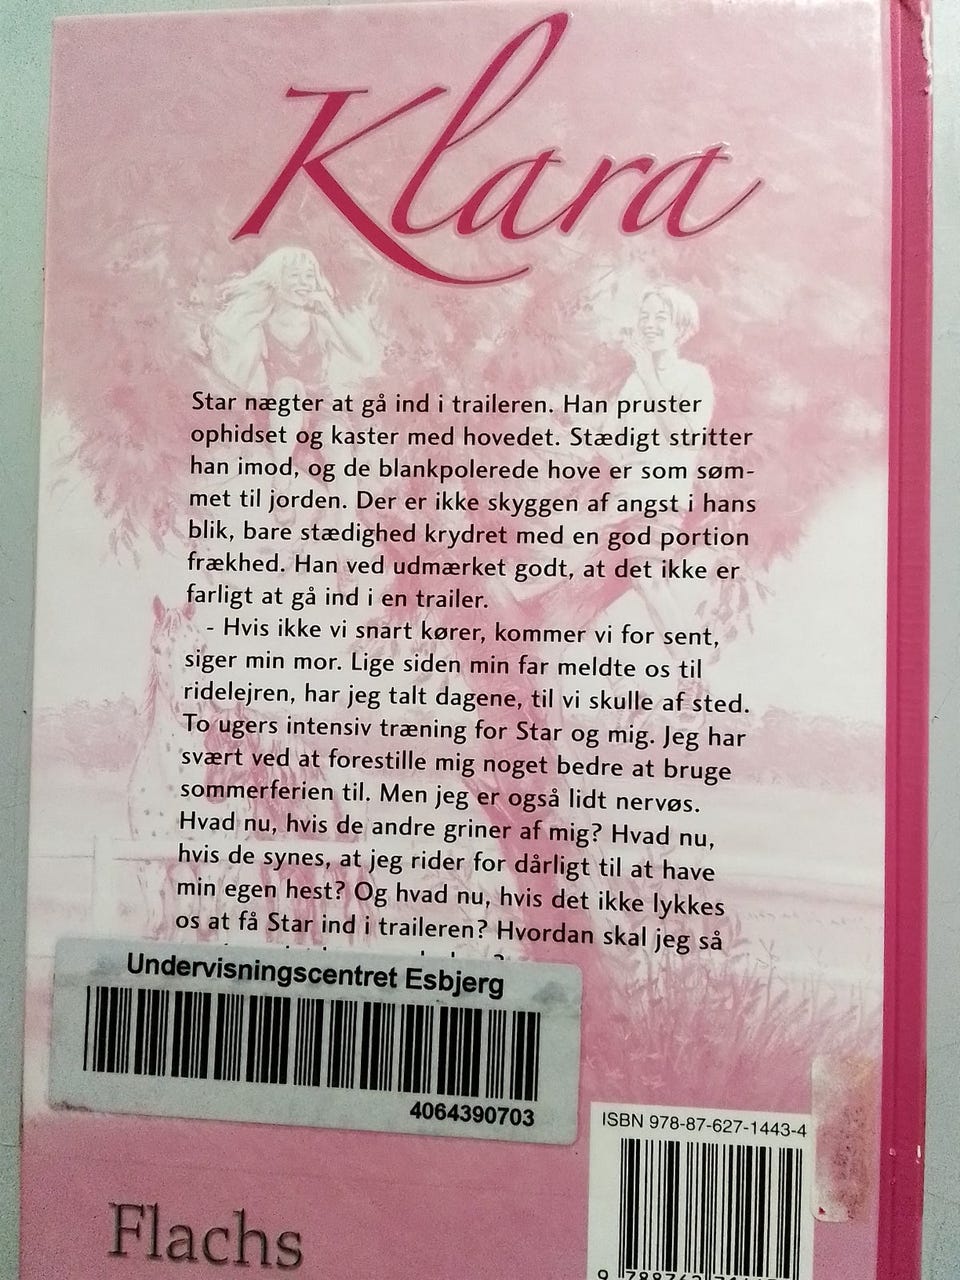 Klara
Star nægter at gå ind i traileren. Han pruster
ophidset og kaster med hovedet. Stædigt stritter
han imod, og de blankpolerede hove er som søm-
met til jorden. Der er ikke skyggen af angst i hans
blik, bare stædighed krydret med en god portion
frækhed. Han ved udmærket godt, at det ikke er
farligt at gå ind i en trailer.
- Hvis ikke vi snart kører, kommer vi for sent,
siger min mor. Lige siden min far meldte os til
ridelejren, har jeg talt dagene, til vi skulle af sted.
To ugers intensiv træning for Star og mig. Jeg har
svært ved at forestille mig noget bedre at bruge
sommerferien til. Men jeg er også lidt nervøs.
Hvad nu, hvis de andre griner af mig? Hvad nu,
hvis de synes, at jeg rider for dårligt til at have
min egen hest? Og hvad nu, hvis det ikke lykkes
os at få Star ind i traileren? Hvordan skal jeg så
Undervisningscentret Esbjerg
4064390703
ISBN 978-87-627-1443-4
Flachs